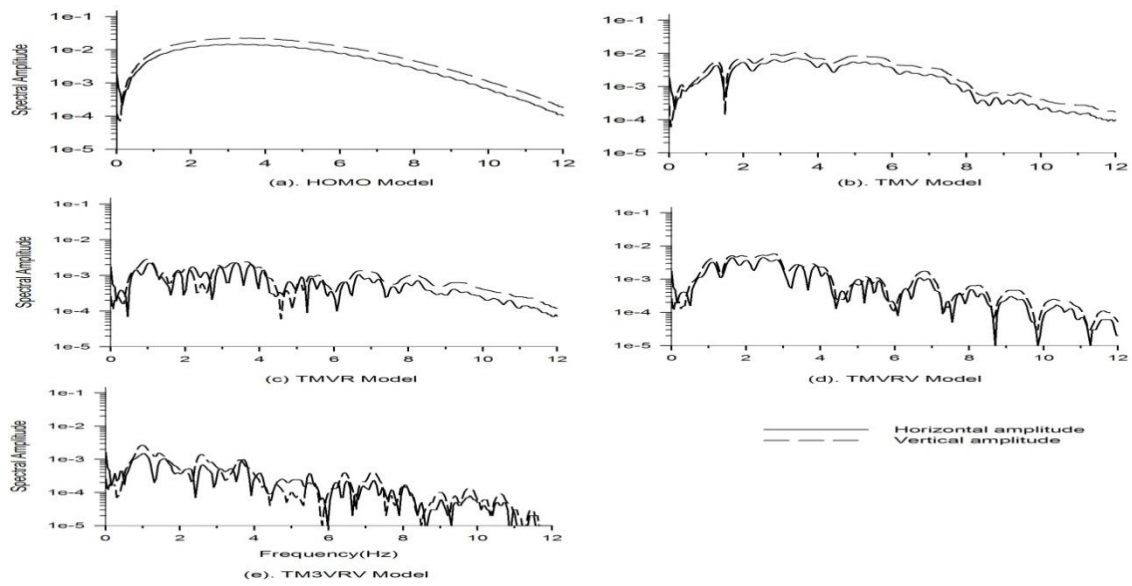 Spectral Amplitude
1e-1
1e-2
1e-3
1e-4
1e-5
0 2 4 6 8 10 12
(a). HOMO Model
1e-1
1e-2
1e-3
1e-4
1e-5
0 2 4 6 8 10 12
(b). TMV Model
Spectral Amplitude
1e-1
1e-2
1e-3
1e-4
1e-5
0 2 4 6 8 10 12
(c) TMVR Model
Spectral Amplitude
1e-1
1e-2
1e-3
1e-4
1e-5
0 2 4 6 8 10 12
(d). TMVRV Model
Spectral Amplitude
1e-1
1e-2
1e-3
1e-4
1e-5
0 2 4 6 8 10 12
Frequency(Hz)
(e). TM3VRV Model
Horizontal amplitude
Vertical amplitude
Spectral Amplitude